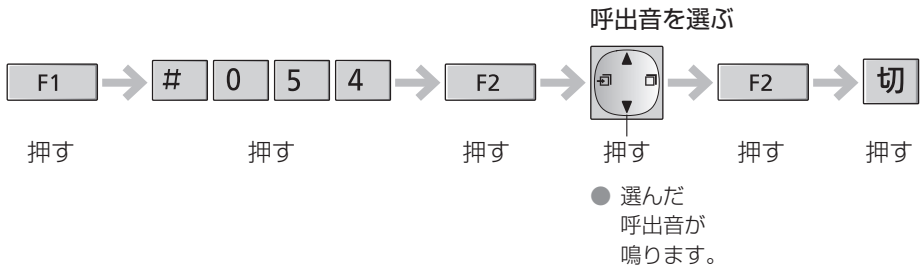 呼出音を選ぶ
F1 # 0 5 4 F2 F2 切
押す 押す 押す 押す 押す 押す
● 選んだ
呼出音が
鳴ります。